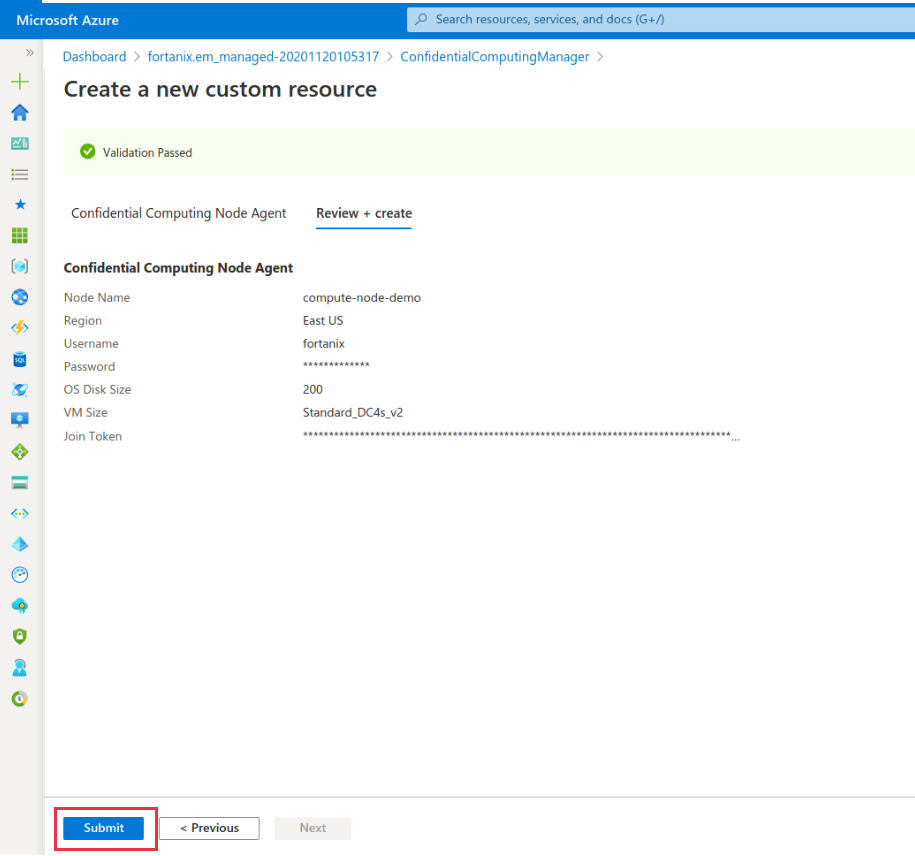 Microsoft Azure
Search resources, services, and docs (G+/)
»
Dashboard > fortanix.em_managed-20201120105317 > ConfidentialComputingManager >
Create a new custom resource
Validation Passed
Confidential Computing Node Agent Review + create
Confidential Computing Node Agent
Node Name compute-node-demo
Region East US
Username fortanix
Password *************
OS Disk Size 200
VM Size Standard_DC4s_v2
Join Token ************************************************************************************...
SQL
Submit < Previous Next